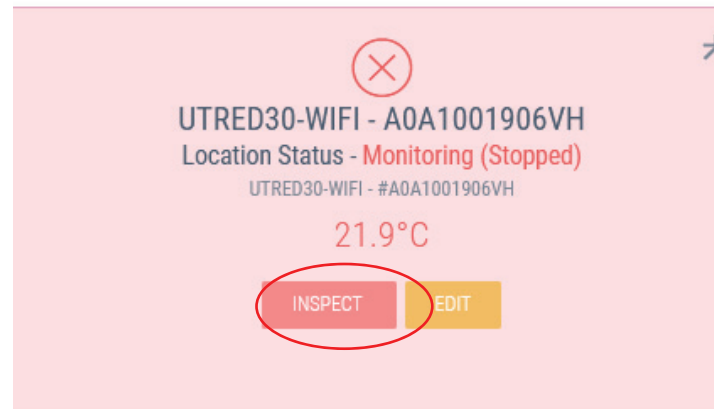 UTRED30-WIFI - A0A1001906VH
Location Status - Monitoring (Stopped)
UTRED30-WIFI - #A0A1001906VH
21.9°C
INSPECT EDIT